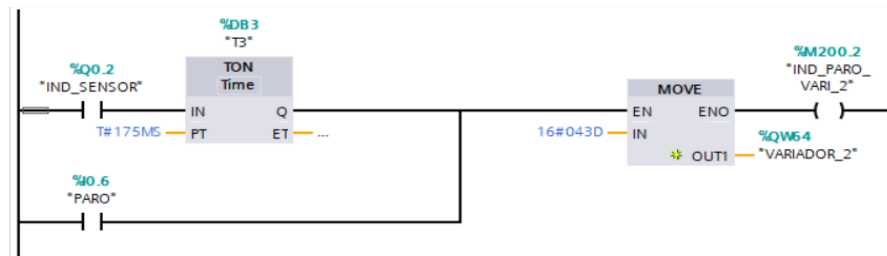 %DB3
"T3"
%Q0.2
"IND_SENSOR"
TON
Time
IN
Q
T#175MS
PT
ET
...
%I0.6
"PARO"
MOVE
EN
ENO
16#043D
IN
OUT1
%M200.2
"IND_PARO_
VARI_2"
%QW64
"VARIADOR_2"